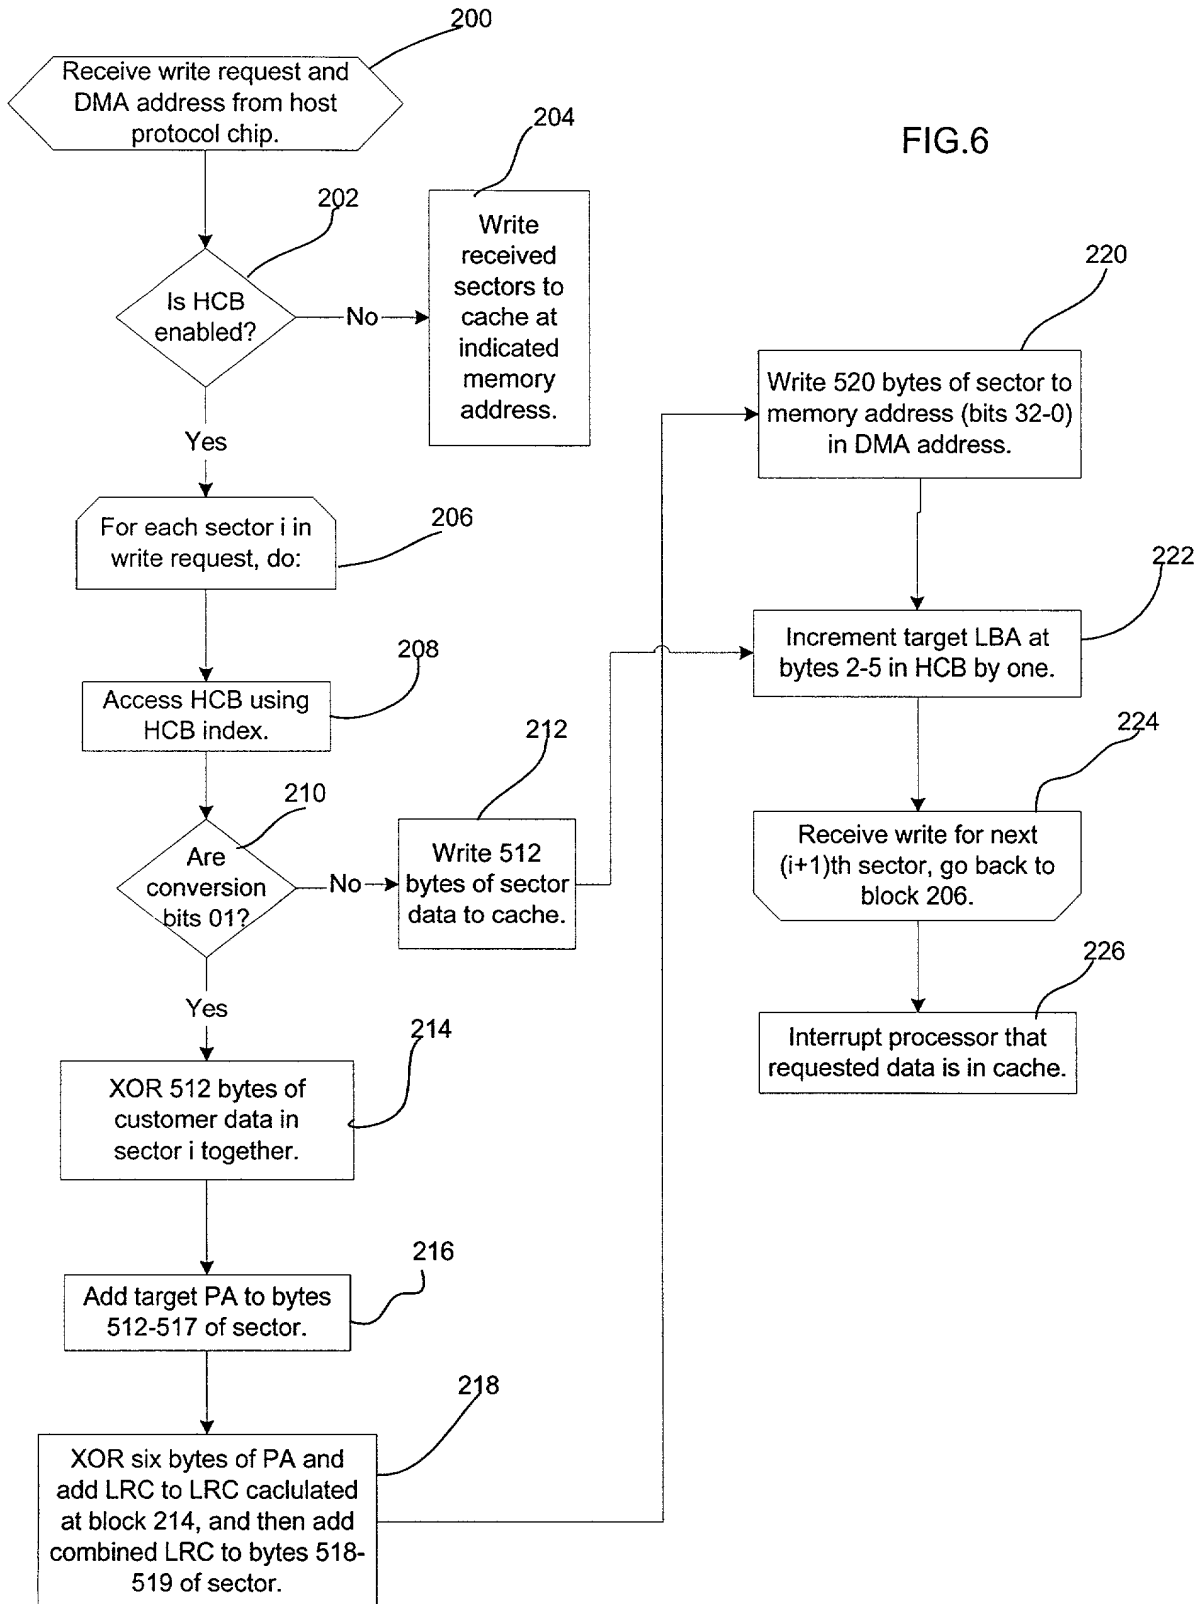 200
Receive write request and
DMA address from host
protocol chip.
FIG.6
204
202
Is HCB
enabled?
No
Write
received
sectors to
cache at
indicated
memory
address.
Yes
206
For each sector i in
write request, do:
208
Access HCB using
HCB index.
210
Are
conversion
bits 01?
No
212
Write 512
bytes of sector
data to cache.
Yes
214
XOR 512 bytes of
customer data in
sector i together.
216
Add target PA to bytes
512-517 of sector.
218
XOR six bytes of PA and
add LRC to LRC caclulated
at block 214, and then add
combined LRC to bytes 518-
519 of sector.
220
Write 520 bytes of sector to
memory address (bits 32-0)
in DMA address.
222
Increment target LBA at
bytes 2-5 in HCB by one.
224
Receive write for next
(i+1)th sector, go back to
block 206.
226
Interrupt processor that
requested data is in cache.